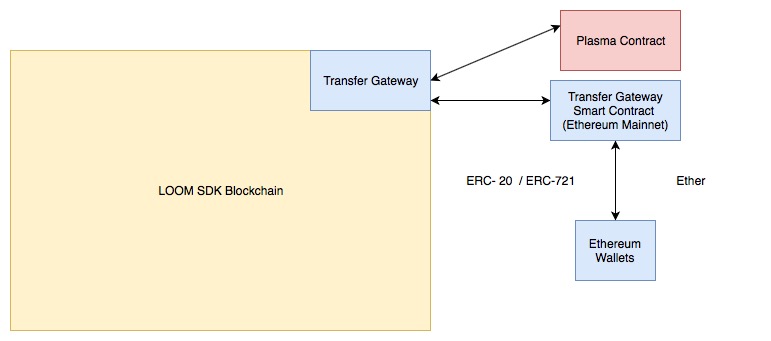 Plasma Contract
Transfer Gateway
Transfer Gateway
Smart Contract
(Ethereum Mainnet)
LOOM SDK Blockchain
ERC- 20  / ERC-721
Ether
Ethereum
Wallets